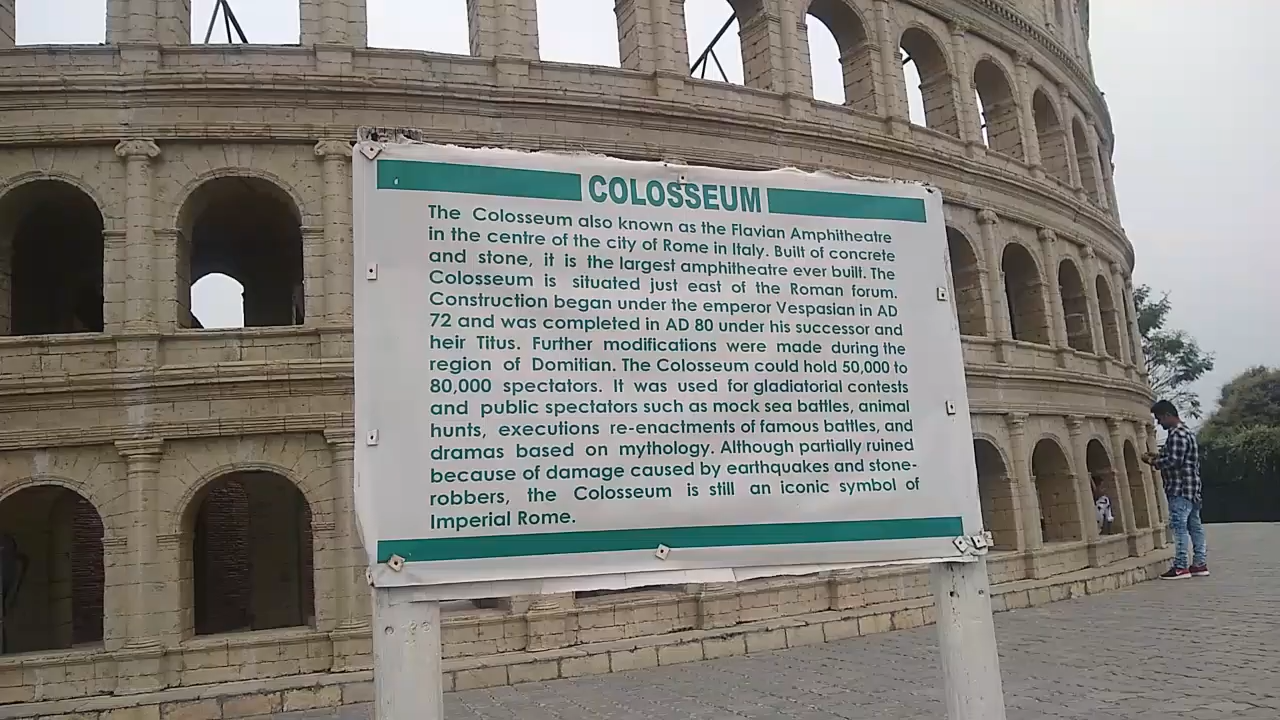 COLOSSEUM
The Colosseum also known as the Flavian Amphitheatre
in the centre of the city of Rome in Italy. Built of concrete
and stone, it is the largest amphitheatre ever built. The
Colosseum is situated just east of the Roman forum.
Construction began under the emperor Vespasian in AD
72 and was completed in AD 80 under his successor and
heir Titus. Further modifications were made during the
region of Domitian. The Colosseum could hold 50,000 to
80,000 spectators. It was used for gladiatorial contests
and public spectators such as mock sea battles, animal
hunts, executions re-enactments of famous battles, and
dramas based on mythology. Although partially ruined
because of damage caused by earthquakes and stone-
robbers, the Colosseum is still an iconic symbol of
Imperial Rome.